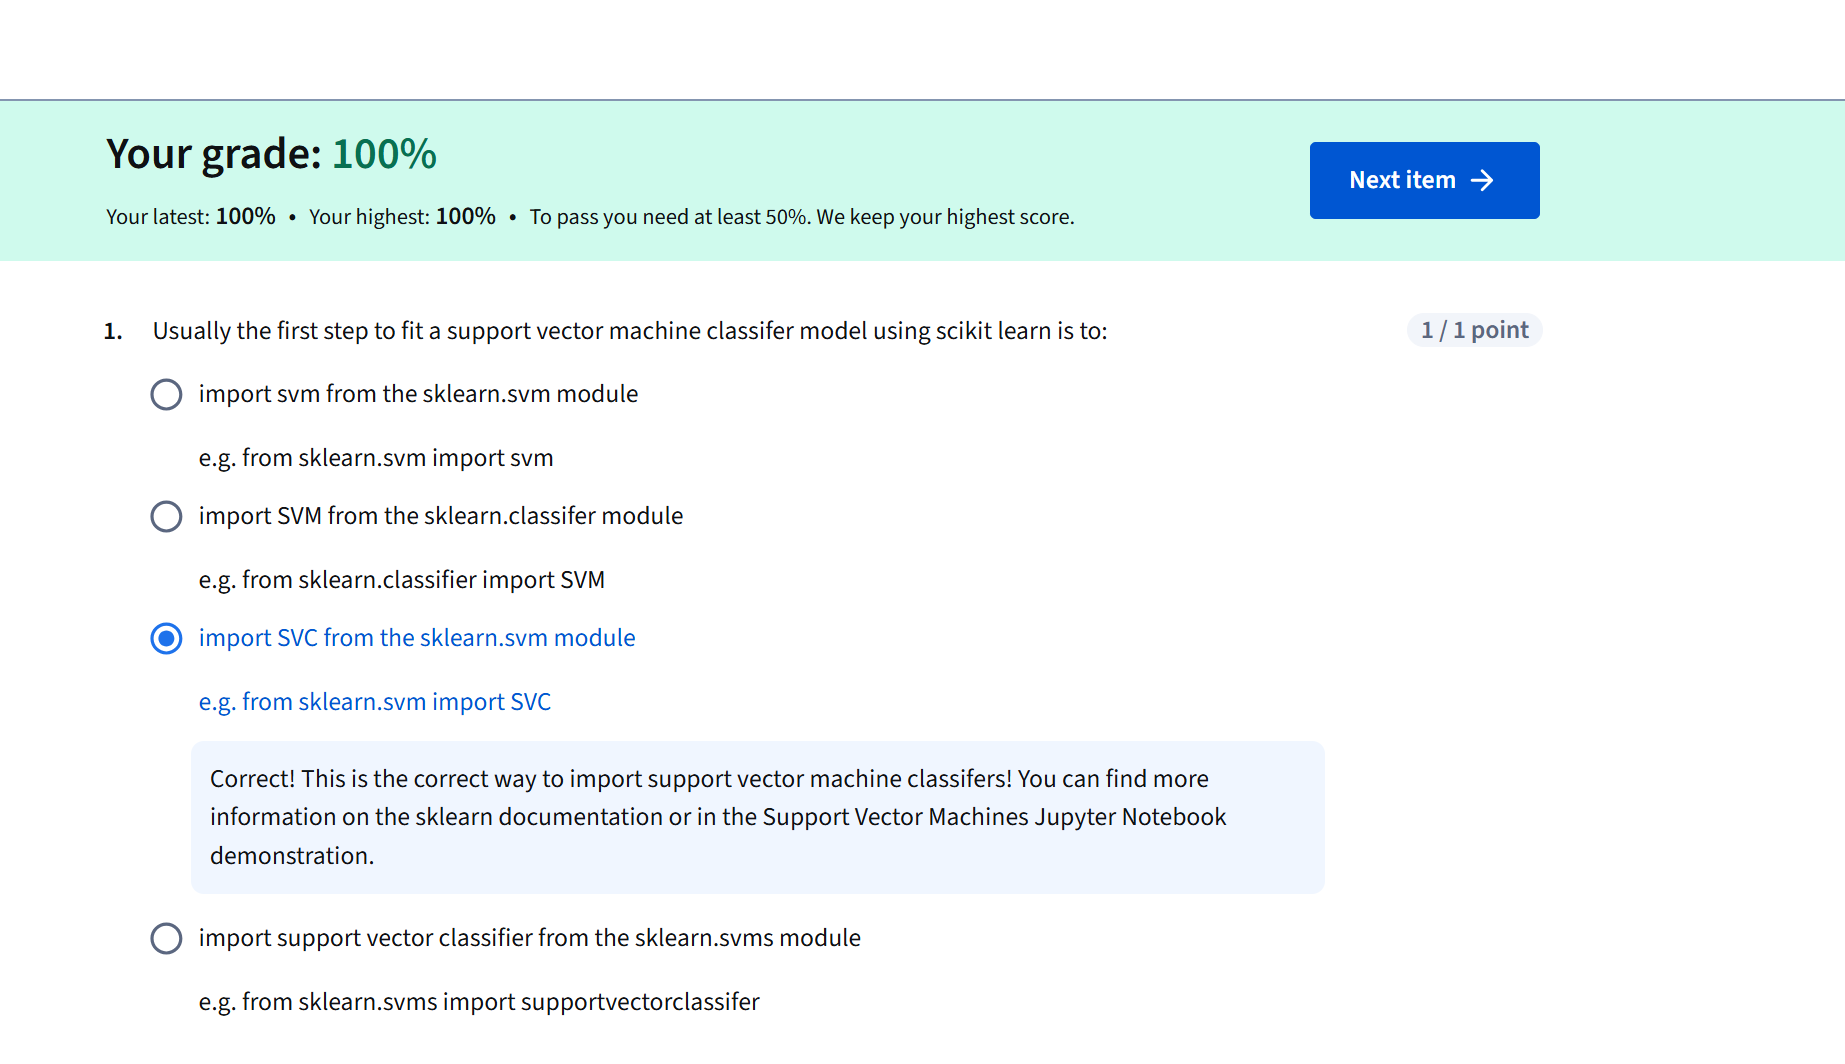 Your grade: 100%
Next item →
Your latest: 100% • Your highest: 100% • To pass you need at least 50%. We keep your highest score.
1. Usually the first step to fit a support vector machine classifer model using scikit learn is to:
1 / 1 point
import svm from the sklearn.svm module
e.g. from sklearn.svm import svm
import SVM from the sklearn.classifer module
e.g. from sklearn.classifier import SVM
import SVC from the sklearn.svm module
e.g. from sklearn.svm import SVC
Correct! This is the correct way to import support vector machine classifers! You can find more
information on the sklearn documentation or in the Support Vector Machines Jupyter Notebook
demonstration.
import support vector classifier from the sklearn.svms module
e.g. from sklearn.svms import supportvectorclassifer